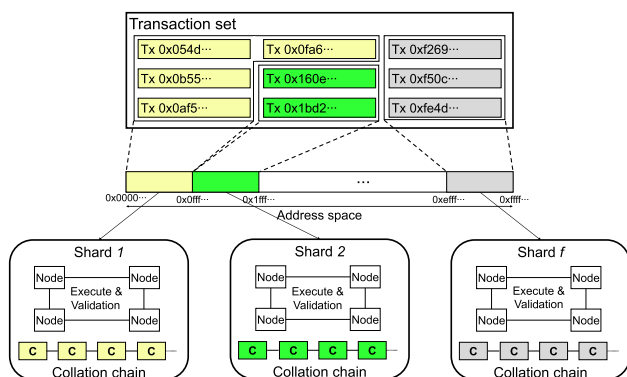 Transaction set
Tx 0x054d··· Tx 0x0fa6··· Tx 0xf269···
Tx 0x0b55··· Tx 0x160e··· Tx 0xf50c···
Tx 0x0af5··· Tx 0x1bd2··· Tx 0xfe4d···
...
0x0000··· 0x0fff··· 0x1fff··· 0xefff··· 0xffff···
Address space
Shard 1 Shard 2 Shard f
Node Node Node Node Node Node
Execute & Execute & Execute &
Validation Validation Validation
Node Node Node Node Node Node
C C C C C C C C C C C C
Collation chain Collation chain Collation chain